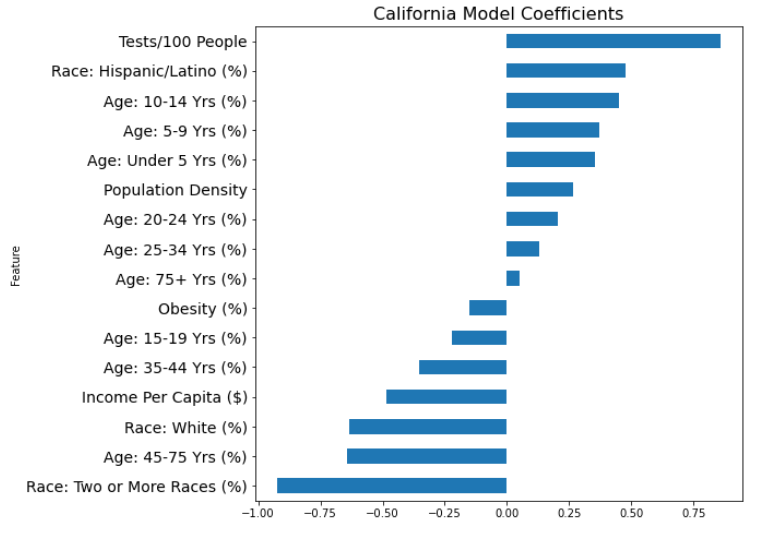 California Model Coefficients
Tests/100 People
Race: Hispanic/Latino (%)
Age: 10-14 Yrs (%)
Age: 5-9 Yrs (%)
Age: Under 5 Yrs (%)
Population Density
Age: 20-24 Yrs (%)
Age: 25-34 Yrs (%)
Age: 75+ Yrs (%)
Obesity (%)
Age: 15-19 Yrs (%)
Age: 35-44 Yrs (%)
Income Per Capita ($)
Race: White (%)
Age: 45-75 Yrs (%)
Race: Two or More Races (%)
Feature
−1.00 −0.75 −0.50 −0.25 0.00 0.25 0.50 0.75